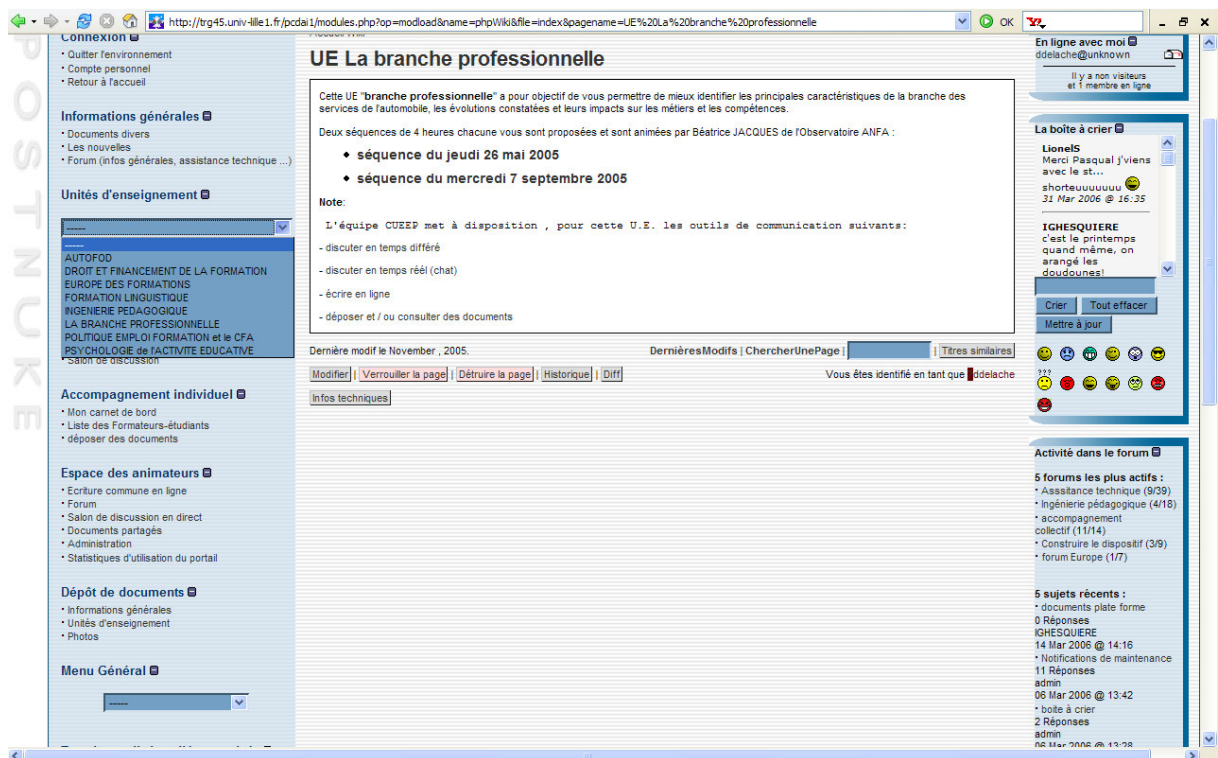 http://trg45.univ-lille1.fr/pcdai1/modules.php?op=modload&name=phpWiki&file=index&pagename=UE%20La%20branche%20professionnelle
OK
POSTNUKE
Connexion
• Quitter l'environnement
• Compte personnel
• Retour à l'accueil
Informations générales
• Documents divers
• Les nouvelles
• Forum (infos générales, assistance technique ...)
Unités d'enseignement
-----
-----
AUTOFOD
DROIT ET FINANCEMENT DE LA FORMATION
EUROPE DES FORMATIONS
FORMATION LINGUISTIQUE
INGENIERIE PEDAGOGIQUE
LA BRANCHE PROFESSIONNELLE
POLITIQUE EMPLOI FORMATION et le CFA
PSYCHOLOGIE de l'ACTIVITE EDUCATIVE
• Salon de discussion
Accompagnement individuel
• Mon carnet de bord
• Liste des Formateurs-étudiants
• déposer des documents
Espace des animateurs
• Ecriture commune en ligne
• Forum
• Salon de discussion en direct
• Documents partagés
• Administration
• Statistiques d'utilisation du portail
Dépôt de documents
• Informations générales
• Unités d'enseignement
• Photos
Menu Général
-----
UE La branche professionnelle
Cette UE "branche professionnelle" a pour objectif de vous permettre de mieux identifier les principales caractéristiques de la branche des
services de l'automobile, les évolutions constatées et leurs impacts sur les métiers et les compétences.
Deux séquences de 4 heures chacune vous sont proposées et sont animées par Béatrice JACQUES de l'Observatoire ANFA :
♦ séquence du jeudi 26 mai 2005
♦ séquence du mercredi 7 septembre 2005
Note:
L'équipe CUEEP met à disposition , pour cette U.E. les outils de communication suivants:
- discuter en temps différé
- discuter en temps réél (chat)
- écrire en ligne
- déposer et / ou consulter des documents
Dernière modif le November , 2005.
DernièresModifs | ChercherUnePage | | Titres similaires
Modifier | Verrouiller la page | Détruire la page | Historique | Diff
Vous êtes identifié en tant que ddelache
Infos techniques
En ligne avec moi
ddelache@unknown
Il y a non visiteurs
et 1 membre en ligne
La boîte à crier
LionelS
Merci Pasqual j'viens
avec le st...
shorteuuuuuu
31 Mar 2006 @ 16:35
IGHESQUIERE
c'est le printemps
quand même, on
arangé les
doudounes!
Crier Tout effacer
Mettre à jour
Activité dans le forum
5 forums les plus actifs :
• Asssitance technique (9/39)
• Ingénierie pédagogique (4/18)
• accompagnement
collectif (11/14)
• Construire le dispositif (3/9)
• forum Europe (1/7)
5 sujets récents :
• documents plate forme
0 Réponses
IGHESQUIERE
14 Mar 2006 @ 14:16
• Notifications de maintenance
11 Réponses
admin
06 Mar 2006 @ 13:42
• boite à crier
2 Réponses
admin
06 Mar 2006 @ 13:28